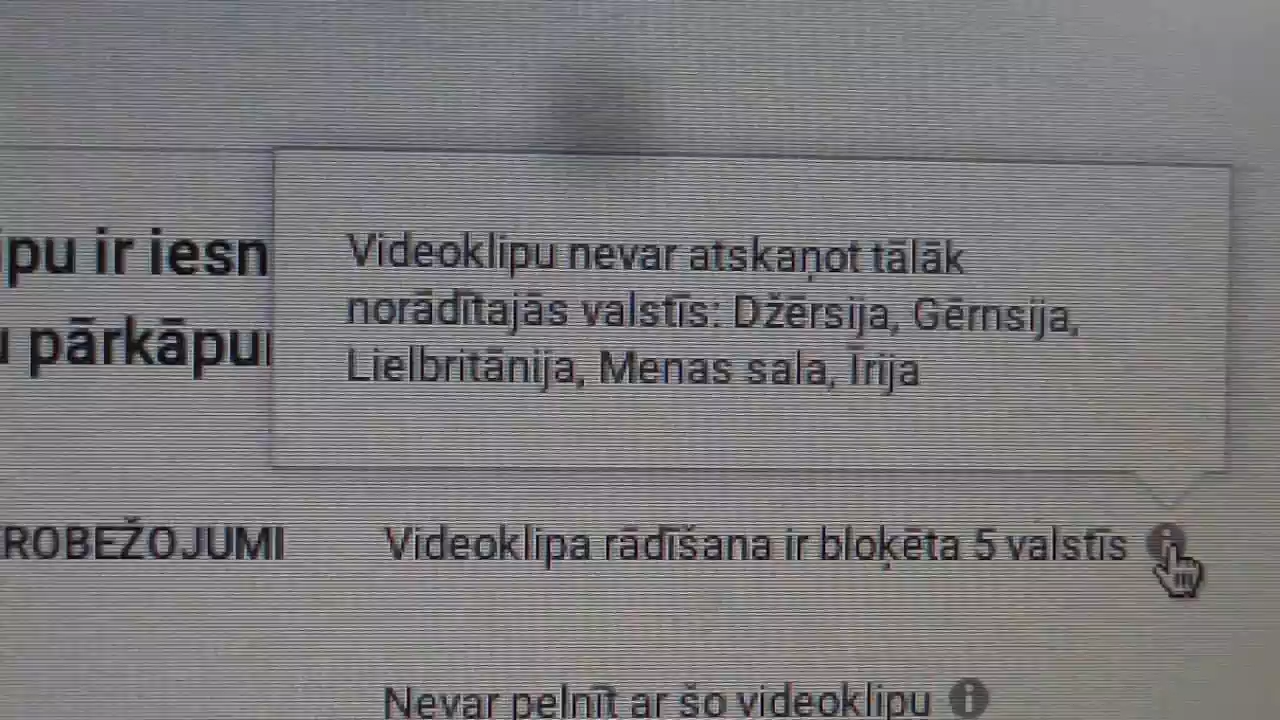 ipu ir iesn
Videoklipu nevar atskaņot tālāk
norādītajās valstīs: Džērsija, Gērnsija,
Lielbritānija, Menas sala, Īrija
u pārkāpu
ROBEŽOJUMI
Videoklipa rādīšana ir bloķēta 5 valstīs
Nevar pelnīt ar šo videoklipu